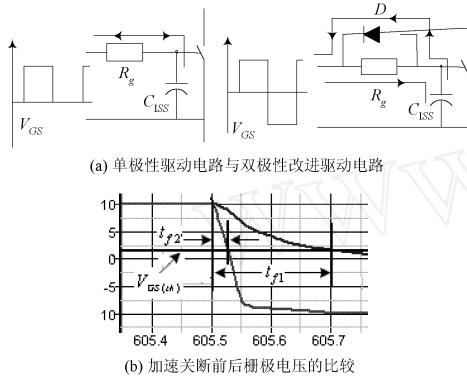 D
R_g
C_ISS
V_GS
R_g
C_ISS
V_GS
(a) 单极性驱动电路与双极性改进驱动电路
10
5
0
-5
10
t_f2
t_f1
V_GS(th)
605.4 605.5 605.6 605.7
(b) 加速关断前后栅极电压的比较